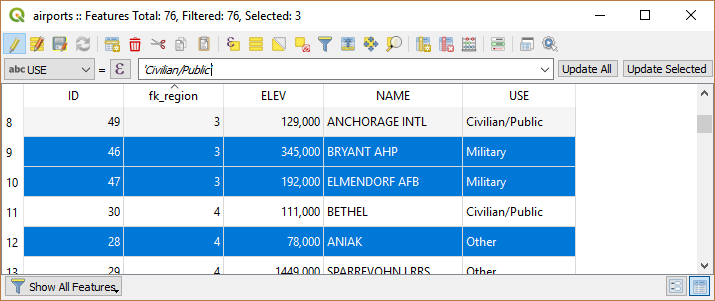 airports :: Features Total: 76, Filtered: 76, Selected: 3
abc USE = ε 'Civilian/Public' Update All Update Selected
ID fk_region ELEV NAME USE
8 49 3 129,000 ANCHORAGE INTL Civilian/Public
9 46 3 345,000 BRYANT AHP Military
10 47 3 192,000 ELMENDORF AFB Military
11 30 4 111,000 BETHEL Civilian/Public
12 28 4 78,000 ANIAK Other
13 29 4 1449,000 SPARREVOHN LRRS Other
Show All Features